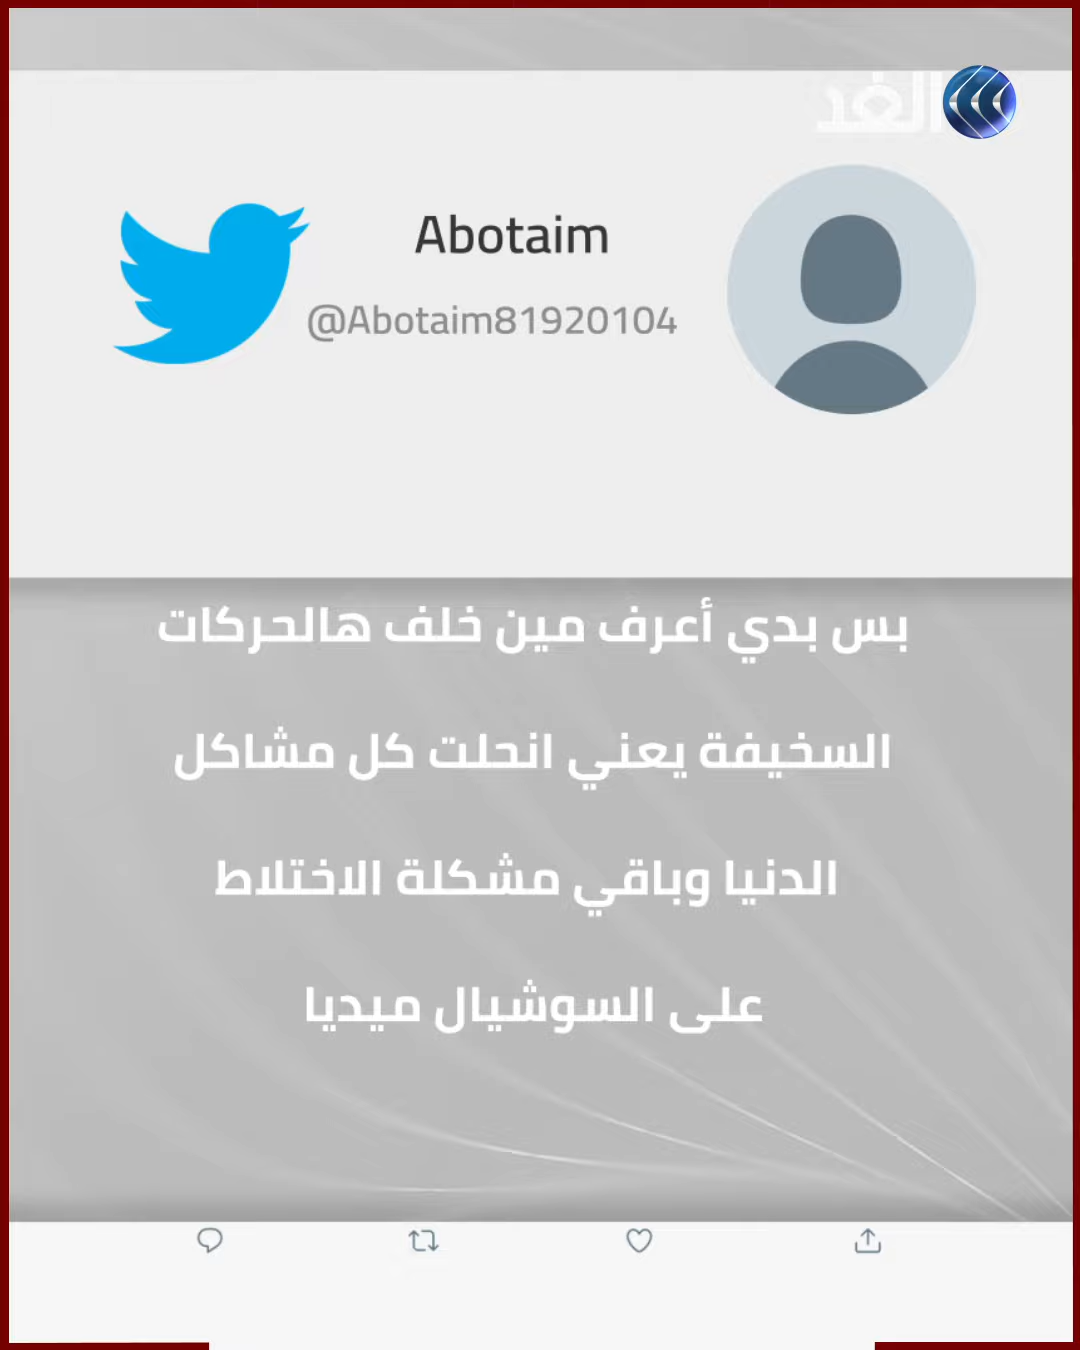 الغد
Abotaim
@Abotaim81920104
بس بدي أعرف مين خلف هالحركات
السخيفة يعني انحلت كل مشاكل
الدنيا وباقي مشكلة الاختلاط
على السوشيال ميديا